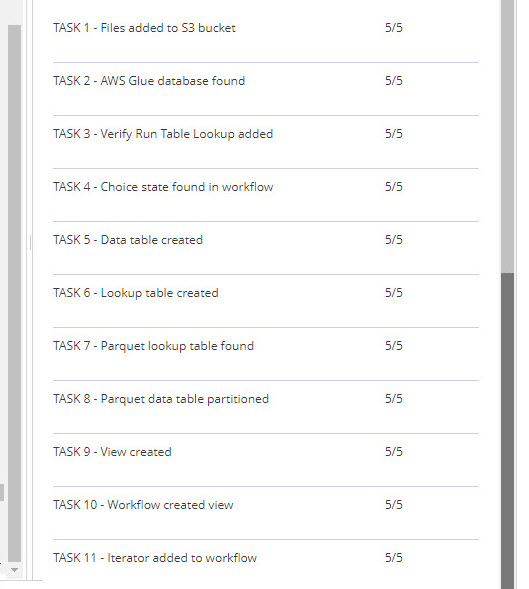 TASK 1 - Files added to S3 bucket 5/5
TASK 2 - AWS Glue database found 5/5
TASK 3 - Verify Run Table Lookup added 5/5
TASK 4 - Choice state found in workflow 5/5
TASK 5 - Data table created 5/5
TASK 6 - Lookup table created 5/5
TASK 7 - Parquet lookup table found 5/5
TASK 8 - Parquet data table partitioned 5/5
TASK 9 - View created 5/5
TASK 10 - Workflow created view 5/5
TASK 11 - Iterator added to workflow 5/5